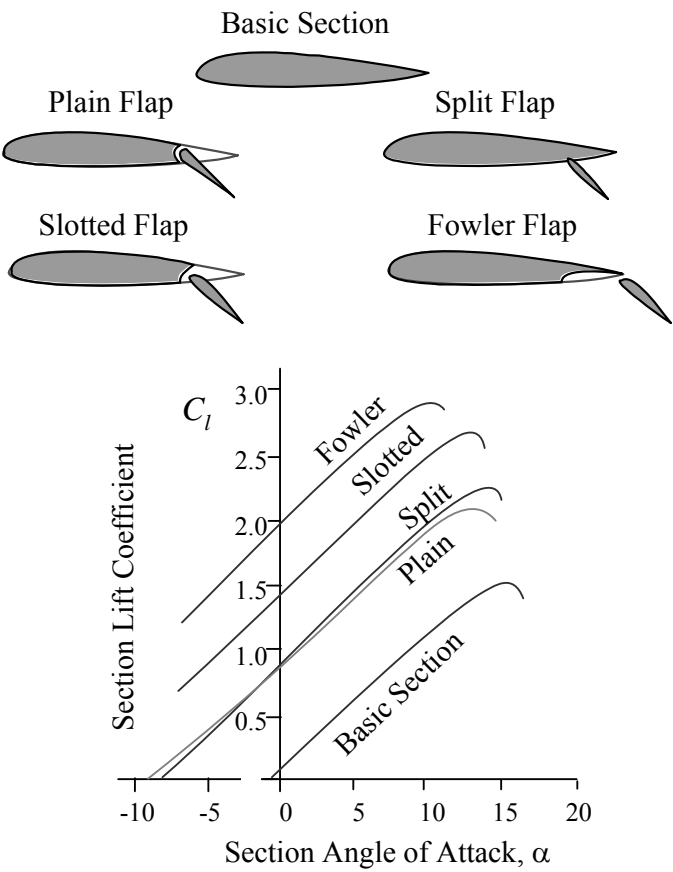 Basic Section
Plain Flap
Split Flap
Slotted Flap
Fowler Flap
C_l
3.0
2.5
2.0
1.5
1.0
0.5
Fowler
Slotted
Split
Plain
Basic Section
Section Lift Coefficient
-10 -5 0 5 10 15 20
Section Angle of Attack, α